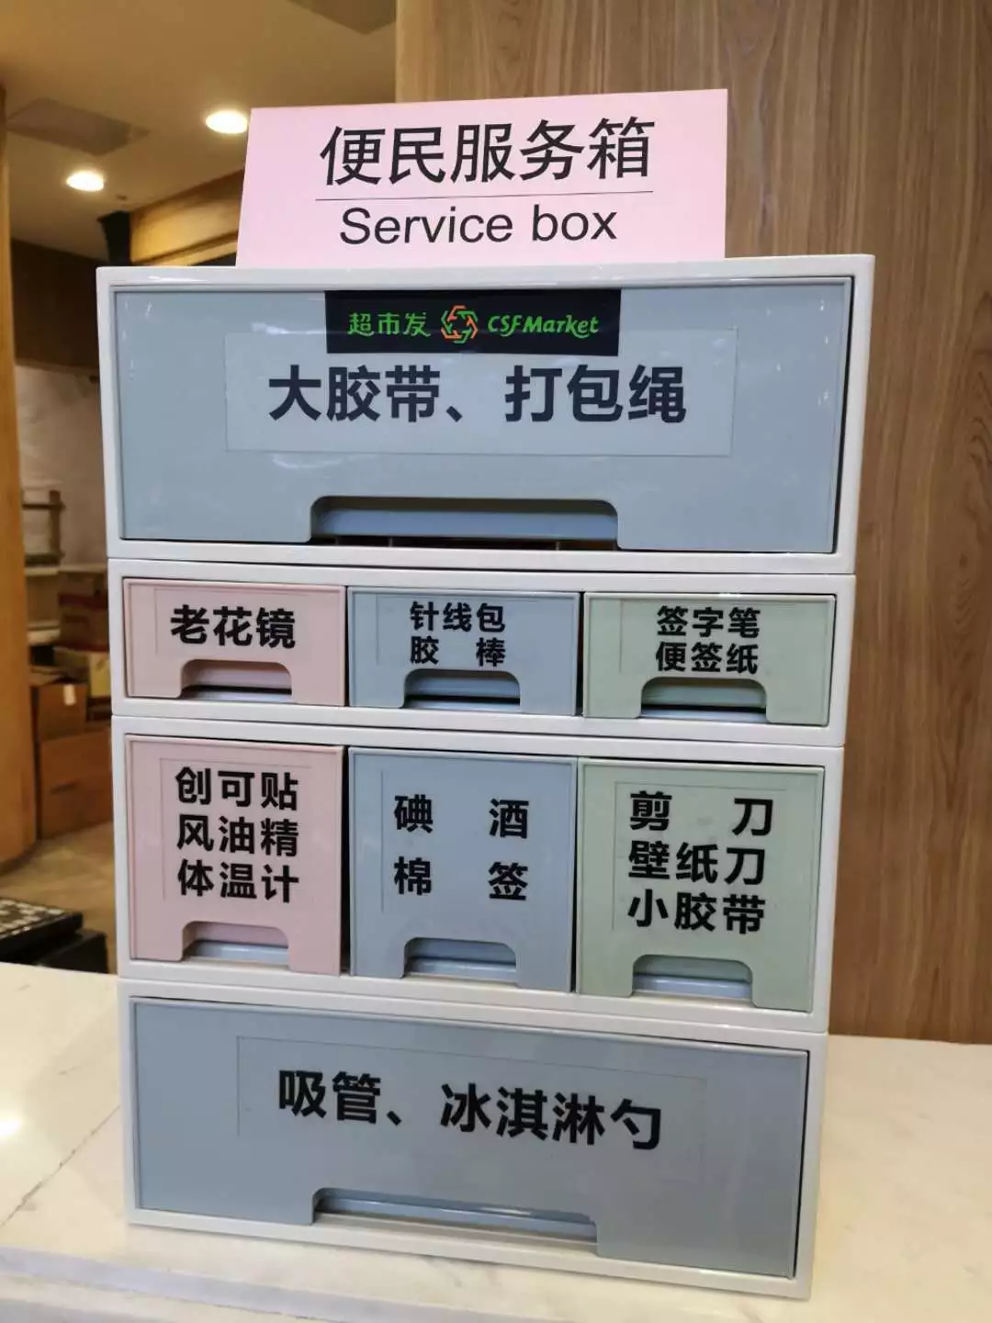 便民服务箱
Service box
超市发 CSFMarket
大胶带、打包绳
老花镜
针线包
胶 棒
签字笔
便签纸
创可贴
风油精
体温计
碘 酒
棉 签
剪 刀
壁纸刀
小胶带
吸管、冰淇淋勺